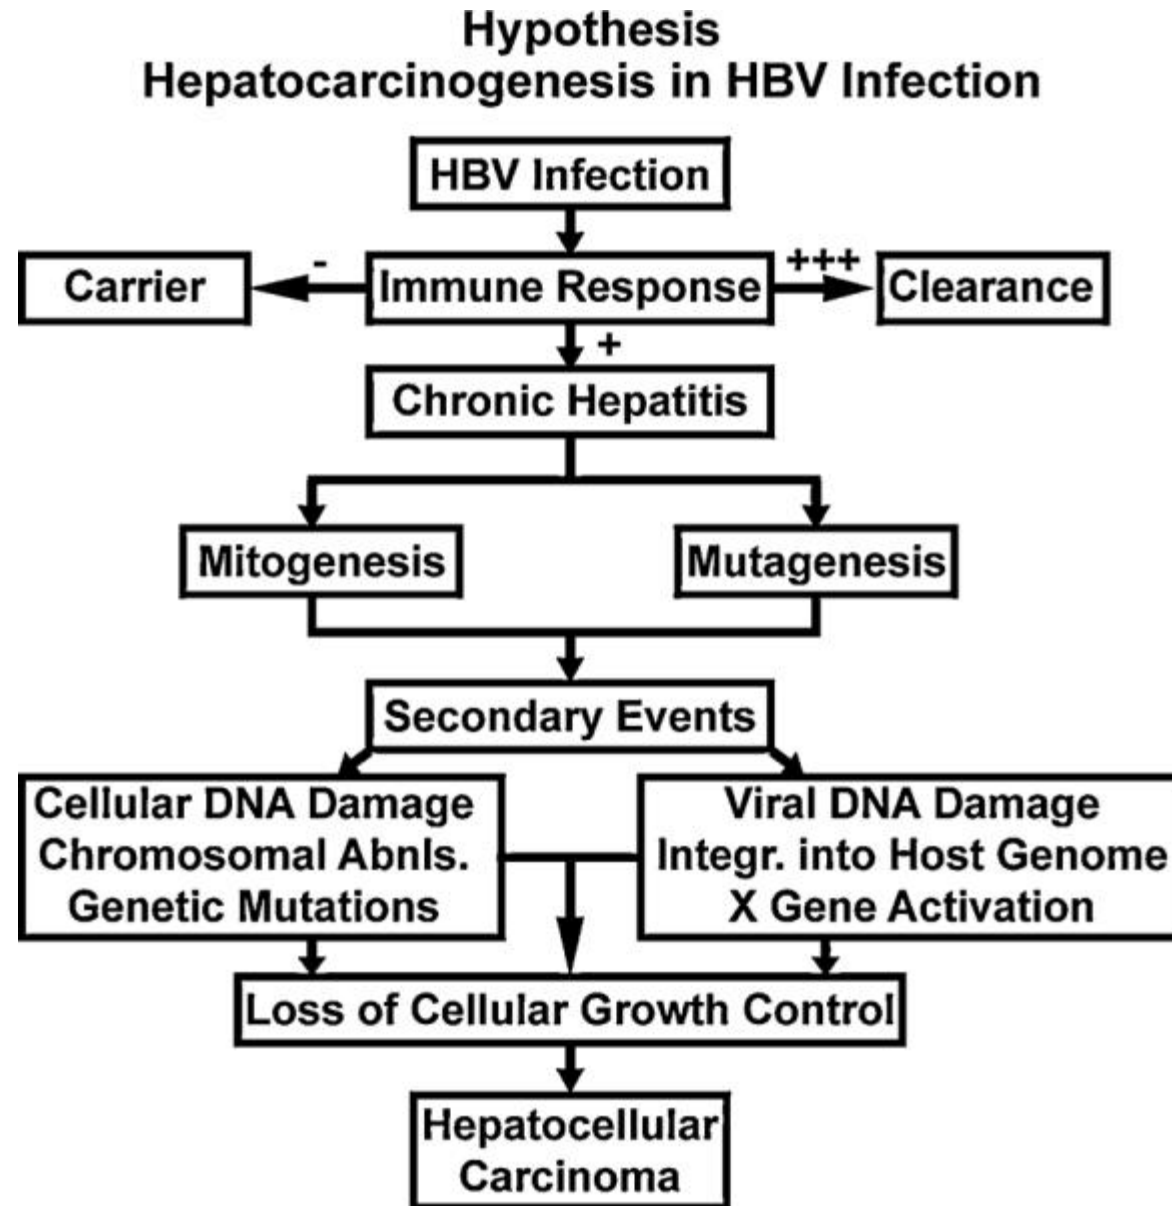 Hypothesis
Hepatocarcinogenesis in HBV Infection
HBV Infection
Carrier
-
Immune Response
+++
Clearance
+
Chronic Hepatitis
Mitogenesis
Mutagenesis
Secondary Events
Cellular DNA Damage
Chromosomal Abnls.
Genetic Mutations
Viral DNA Damage
Integr. into Host Genome
X Gene Activation
Loss of Cellular Growth Control
Hepatocellular
Carcinoma